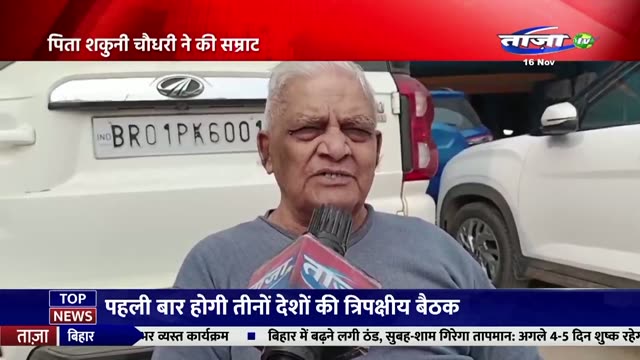 पिता शकुनी चौधरी ने की सम्राट
ताज़ा TV
16 Nov
IND BR01PK6001
ताज़ा
TOP NEWS
पहली बार होगी तीनों देशों की त्रिपक्षीय बैठक
ताज़ा बिहार व्यस्त कार्यक्रम बिहार में बढ़ने लगी ठंड, सुबह-शाम गिरेगा तापमान: अगले 4-5 दिन शुष्क